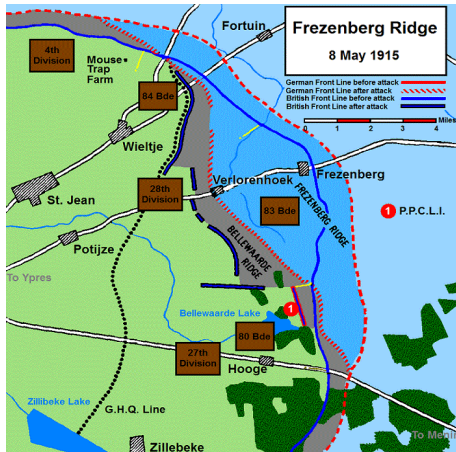 Frezenberg Ridge
8 May 1915
German Front Line before attack
German Front Line after attack
British Front Line before attack
British Front Line after attack
0 1 2 3 4
Miles
Fortuin
4th
Division
Mouse
Trap
Farm
84 Bde
Wieltje
Verlorenhoek
Frezenberg
FREZENBERG RIDGE
St. Jean
28th
Division
83 Bde
1 P.P.C.L.I.
Potijze
BELLEWAARDE
RIDGE
To Ypres
Bellewaarde Lake
1
80 Bde
27th
Division
Hooge
G.H.Q. Line
Zillibeke Lake
Zillebeke
To Menin